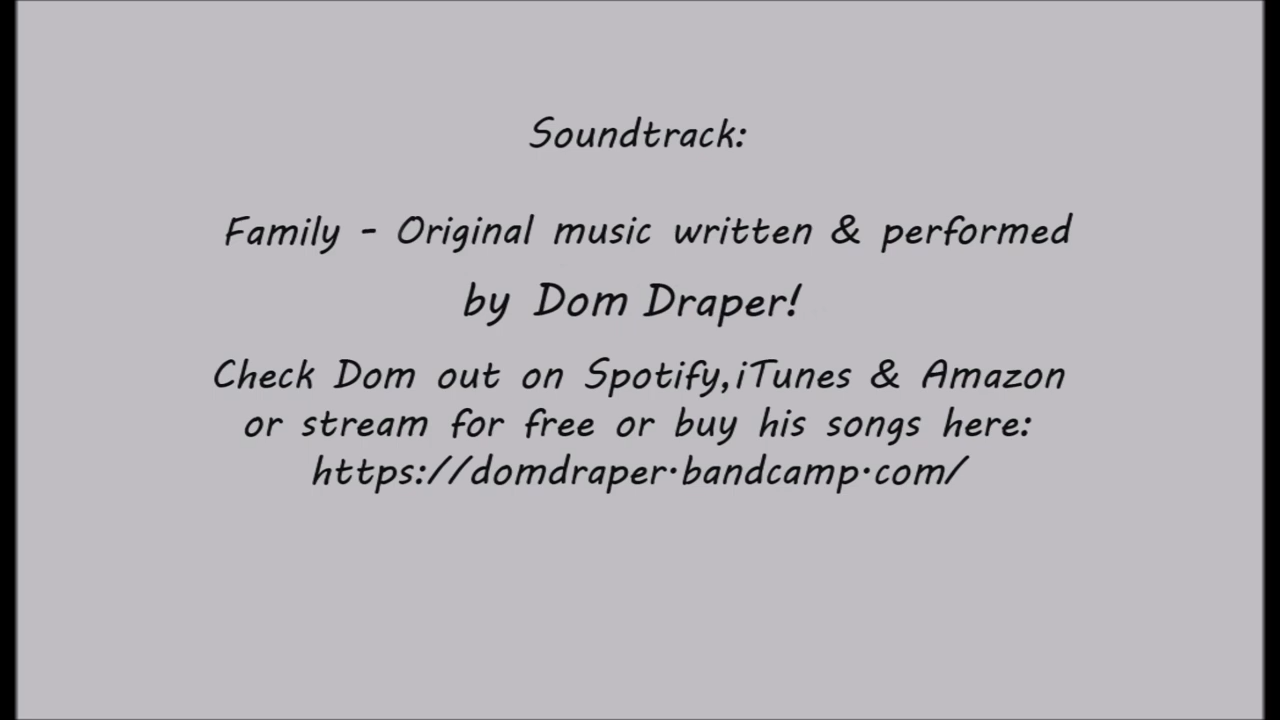 Soundtrack:
Family - Original music written & performed
by Dom Draper!
Check Dom out on Spotify,iTunes & Amazon
or stream for free or buy his songs here:
https://domdraper.bandcamp.com/